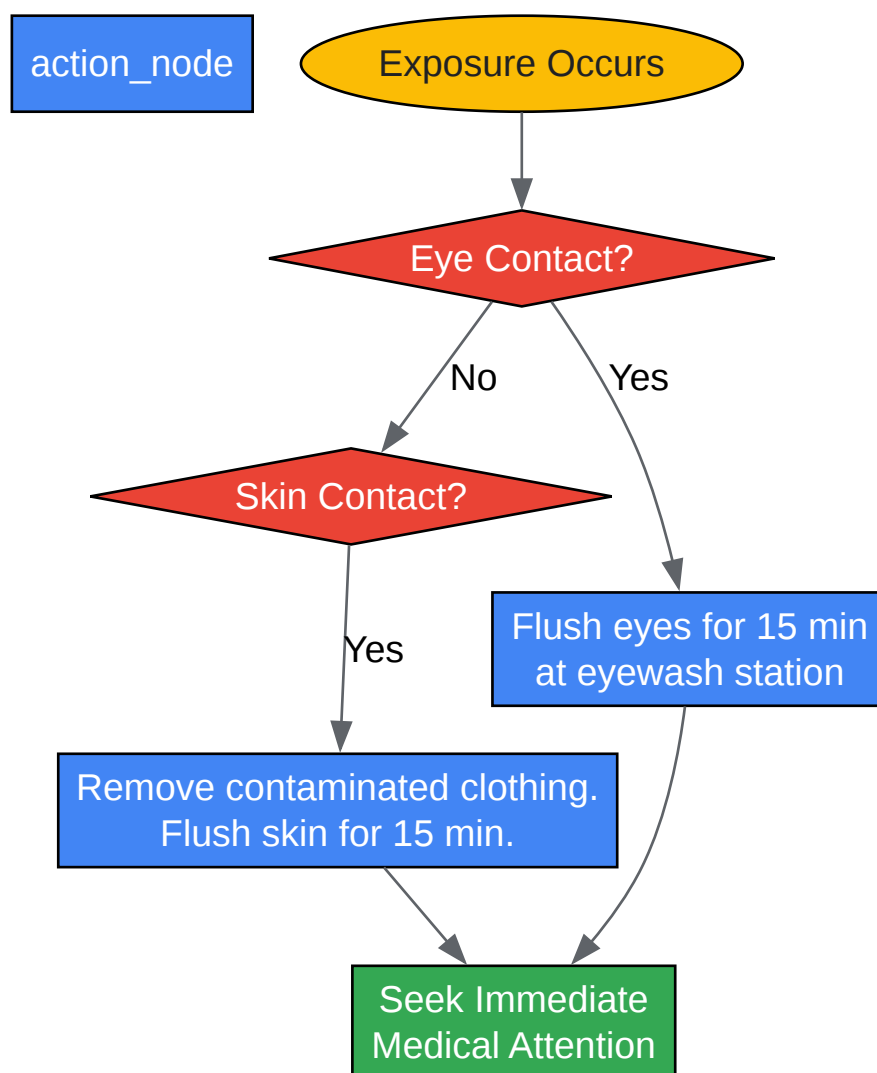 action_node
Exposure Occurs
Eye Contact?
No
Yes
Skin Contact?
Flush eyes for 15 min
at eyewash station
Yes
Remove contaminated clothing.
Flush skin for 15 min.
Seek Immediate
Medical Attention